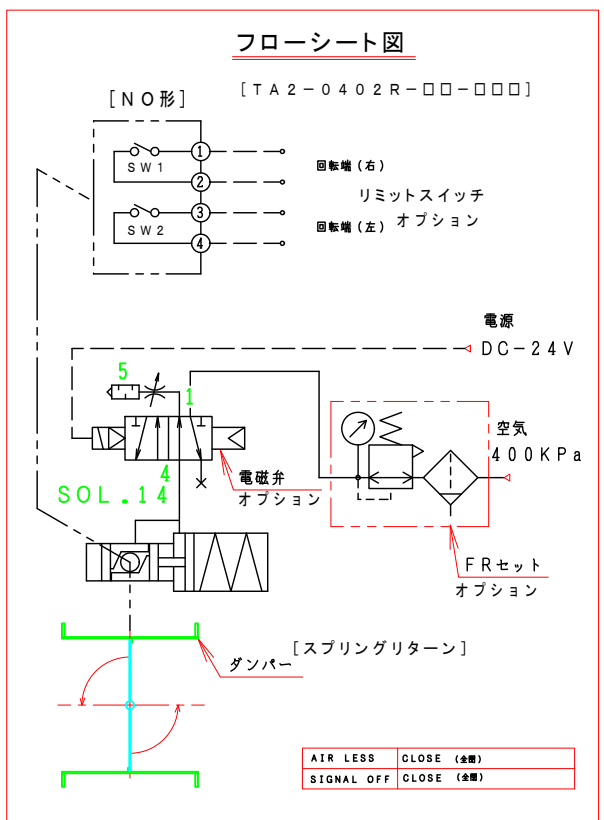 フローシート図
[TA2-0402R-□□-□□□]
[NO形]
1
SW1
2
回転端(右)
リミットスイッチ
オプション
3
SW2
4
回転端(左)
電源
DC-24V
5
1
空気
400KPa
4
SOL.14
電磁弁
オプション
FRセット
オプション
[スプリングリターン]
ダンパー
AIR LESS CLOSE (全閉)
SIGNAL OFF CLOSE (全閉)